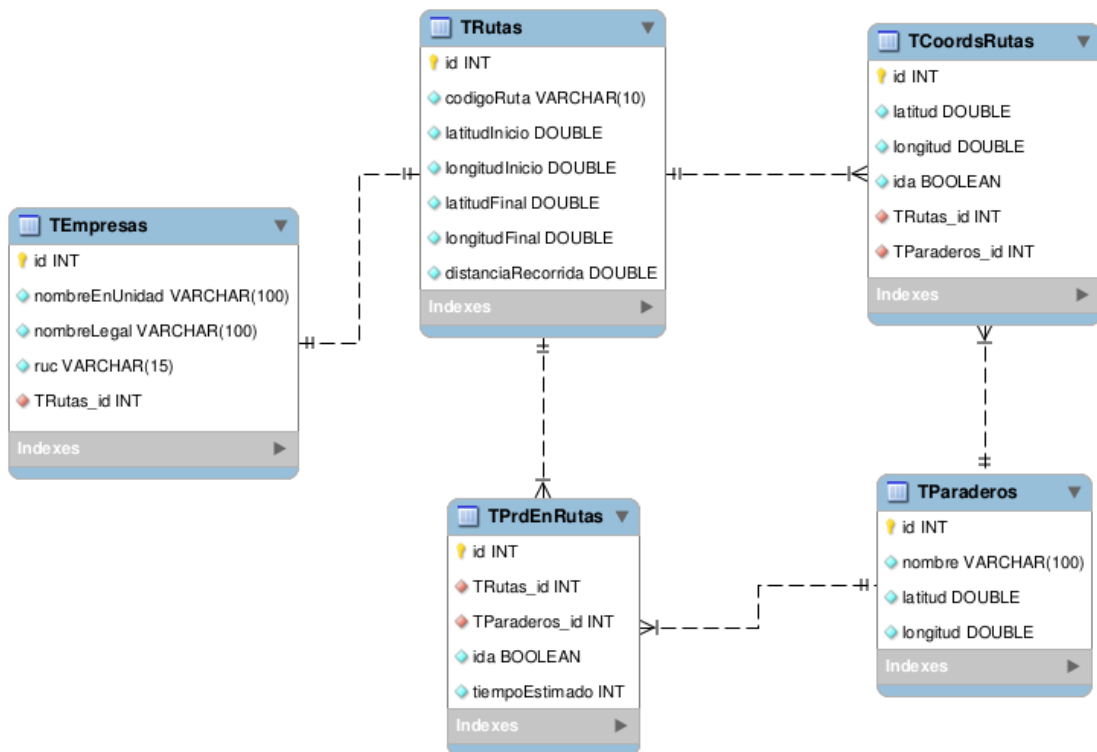 TRutas
id INT
codigoRuta VARCHAR(10)
latitudInicio DOUBLE
longitudInicio DOUBLE
latitudFinal DOUBLE
longitudFinal DOUBLE
distanciaRecorrida DOUBLE
Indexes
TCoordsRutas
id INT
latitud DOUBLE
longitud DOUBLE
ida BOOLEAN
TRutas_id INT
TParaderos_id INT
Indexes
TEmpresas
id INT
nombreEnUnidad VARCHAR(100)
nombreLegal VARCHAR(100)
ruc VARCHAR(15)
TRutas_id INT
Indexes
TPrdEnRutas
id INT
TRutas_id INT
TParaderos_id INT
ida BOOLEAN
tiempoEstimado INT
Indexes
TParaderos
id INT
nombre VARCHAR(100)
latitud DOUBLE
longitud DOUBLE
Indexes